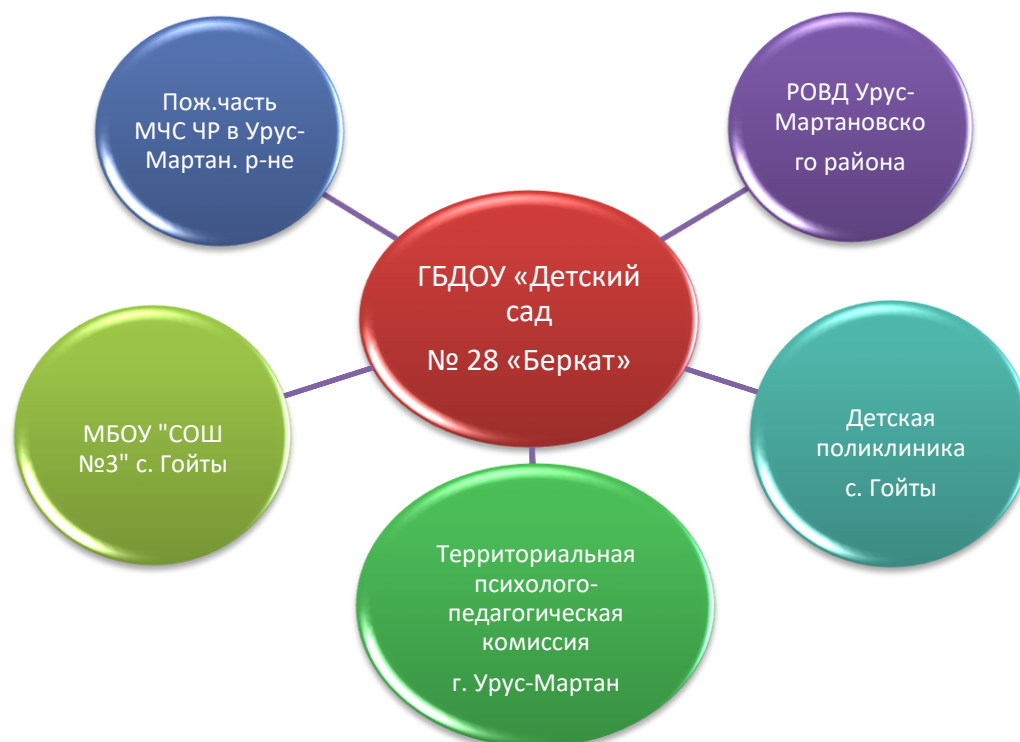 Пож.часть
МЧС ЧР в Урус-
Мартан. р-не
РОВД Урус-
Мартановско
го района
ГБДОУ «Детский
сад
№ 28 «Беркат»
МБОУ "СОШ
№3" с. Гойты
Детская
поликлиника
с. Гойты
Территориальная
психолого-
педагогическая
комиссия
г. Урус-Мартан